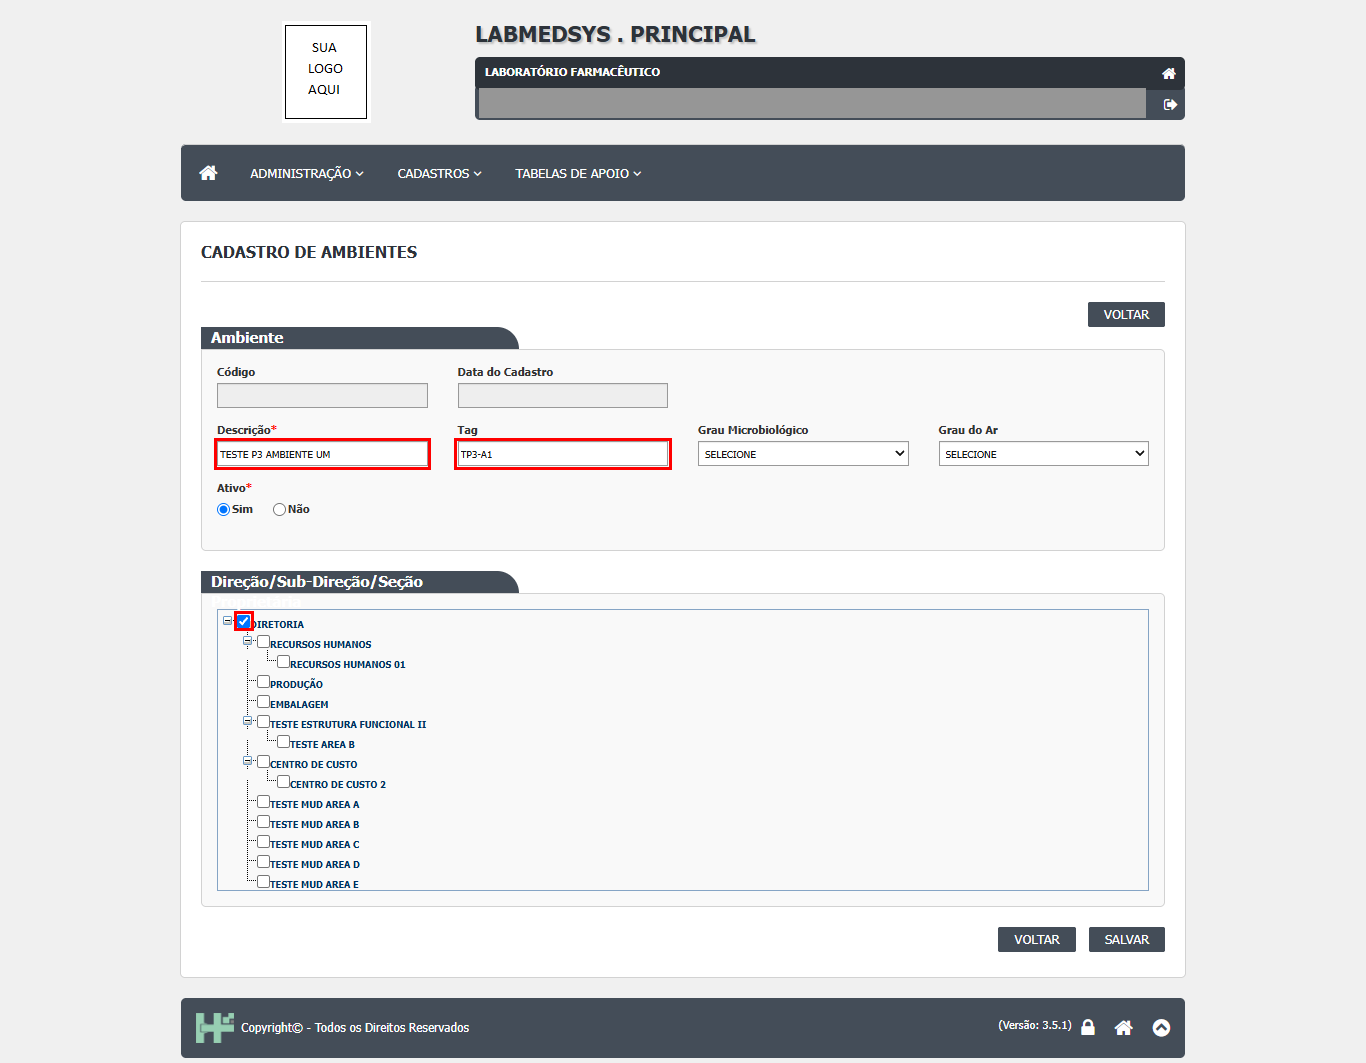 SUA
LOGO
AQUI
LABMEDSYS . PRINCIPAL
LABORATÓRIO FARMACÊUTICO
ADMINISTRAÇÃO CADASTROS TABELAS DE APOIO
CADASTRO DE AMBIENTES
VOLTAR
Ambiente
Código Data do Cadastro
Descrição* Tag Grau Microbiológico Grau do Ar
TESTE P3 AMBIENTE UM TP3-A1 SELECIONE SELECIONE
Ativo*
Sim Não
Direção/Sub-Direção/Seção
DIRETORIA
RECURSOS HUMANOS
RECURSOS HUMANOS 01
PRODUÇÃO
EMBALAGEM
TESTE ESTRUTURA FUNCIONAL II
TESTE AREA B
CENTRO DE CUSTO
CENTRO DE CUSTO 2
TESTE MUD AREA A
TESTE MUD AREA B
TESTE MUD AREA C
TESTE MUD AREA D
TESTE MUD AREA E
VOLTAR SALVAR
Copyright© - Todos os Direitos Reservados (Versão: 3.5.1)